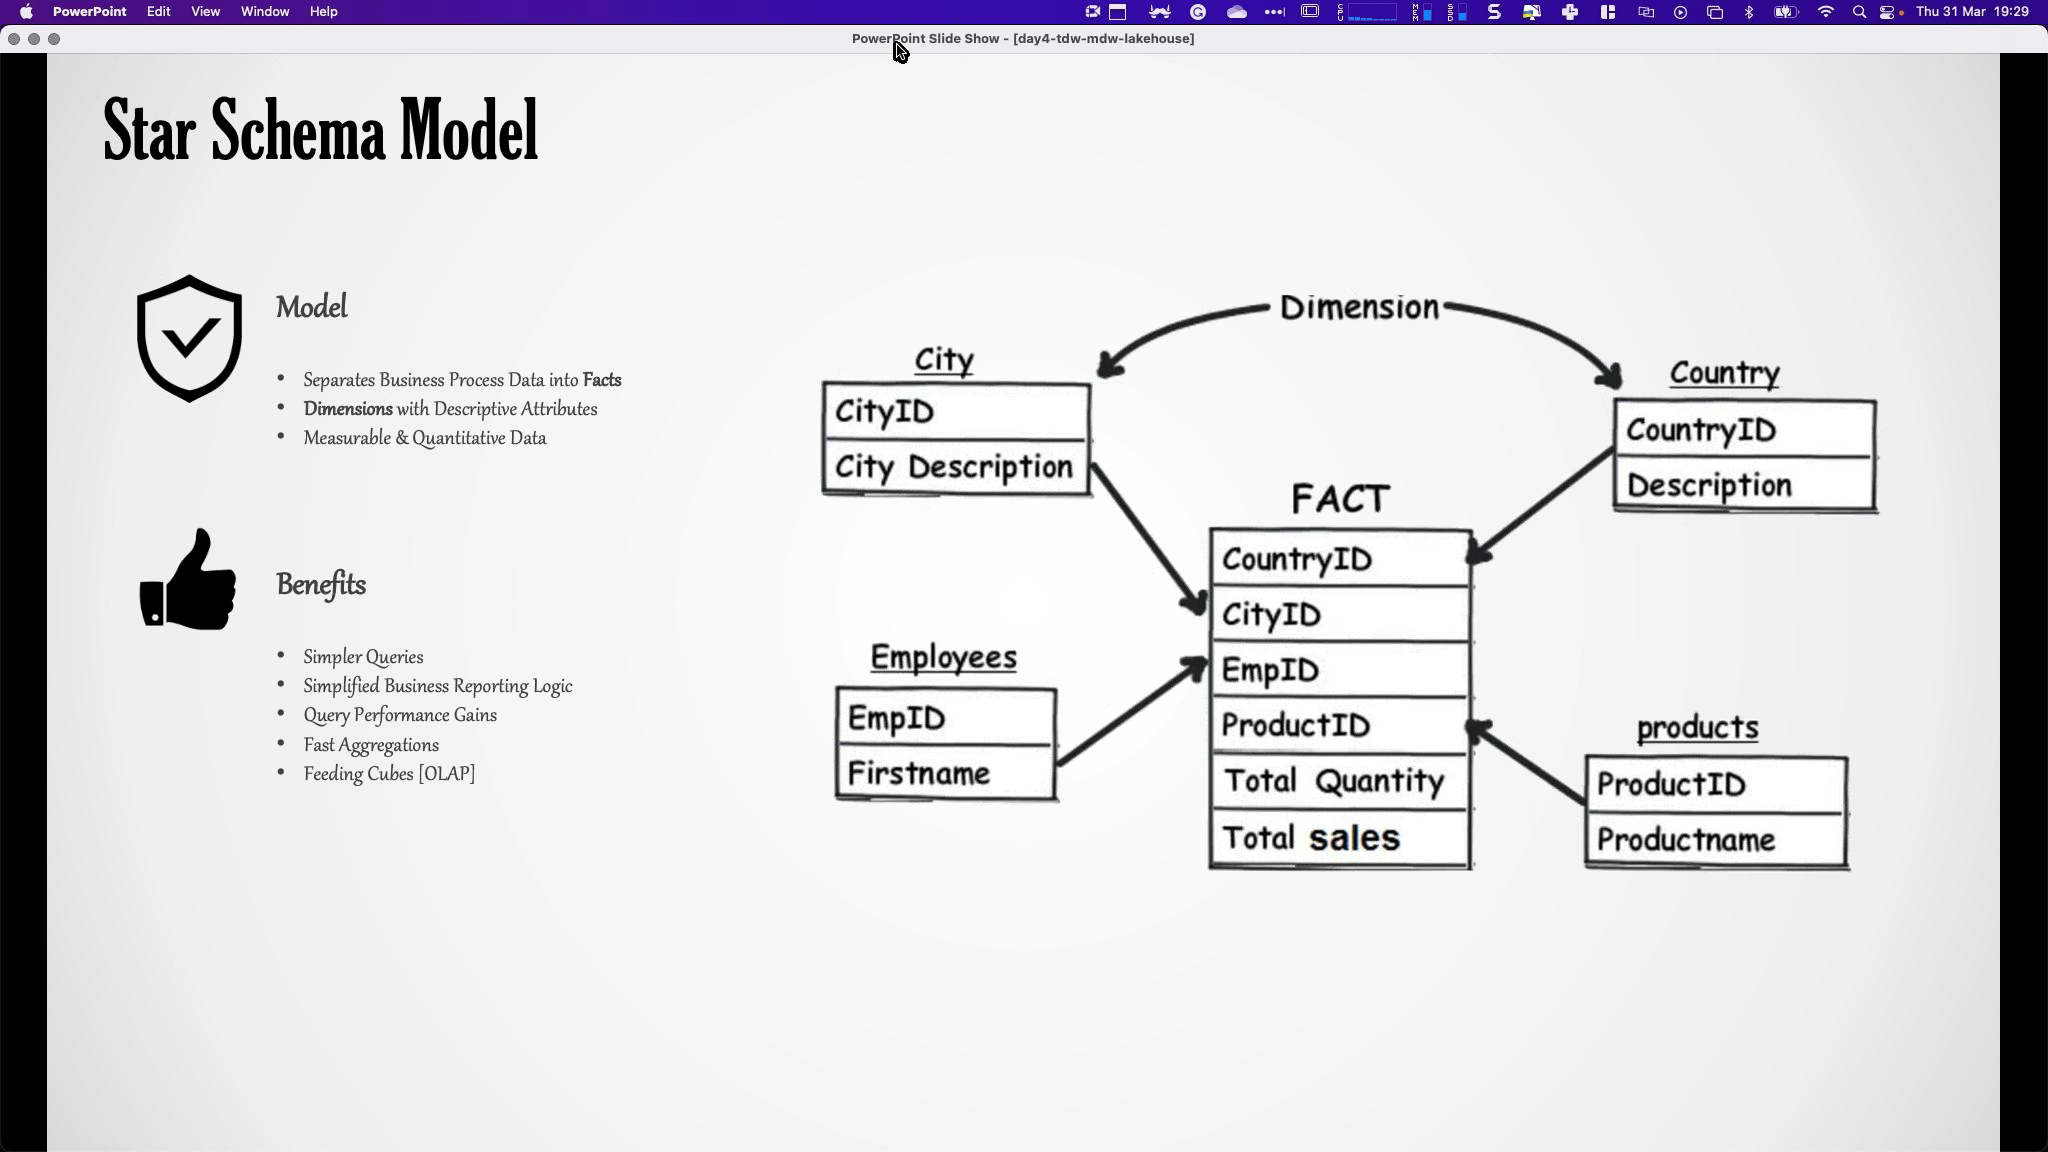 PowerPoint Edit View Window Help
Thu 31 Mar 19:29
PowerPoint Slide Show - [day4-tdw-mdw-lakehouse]
Star Schema Model
Model
• Separates Business Process Data into Facts
• Dimensions with Descriptive Attributes
• Measurable & Quantitative Data
Benefits
• Simpler Queries
• Simplified Business Reporting Logic
• Query Performance Gains
• Fast Aggregations
• Feeding Cubes [OLAP]
Dimension
City
CityID
City Description
Country
CountryID
Description
FACT
CountryID
CityID
EmpID
ProductID
Total Quantity
Total sales
Employees
EmpID
Firstname
products
ProductID
Productname